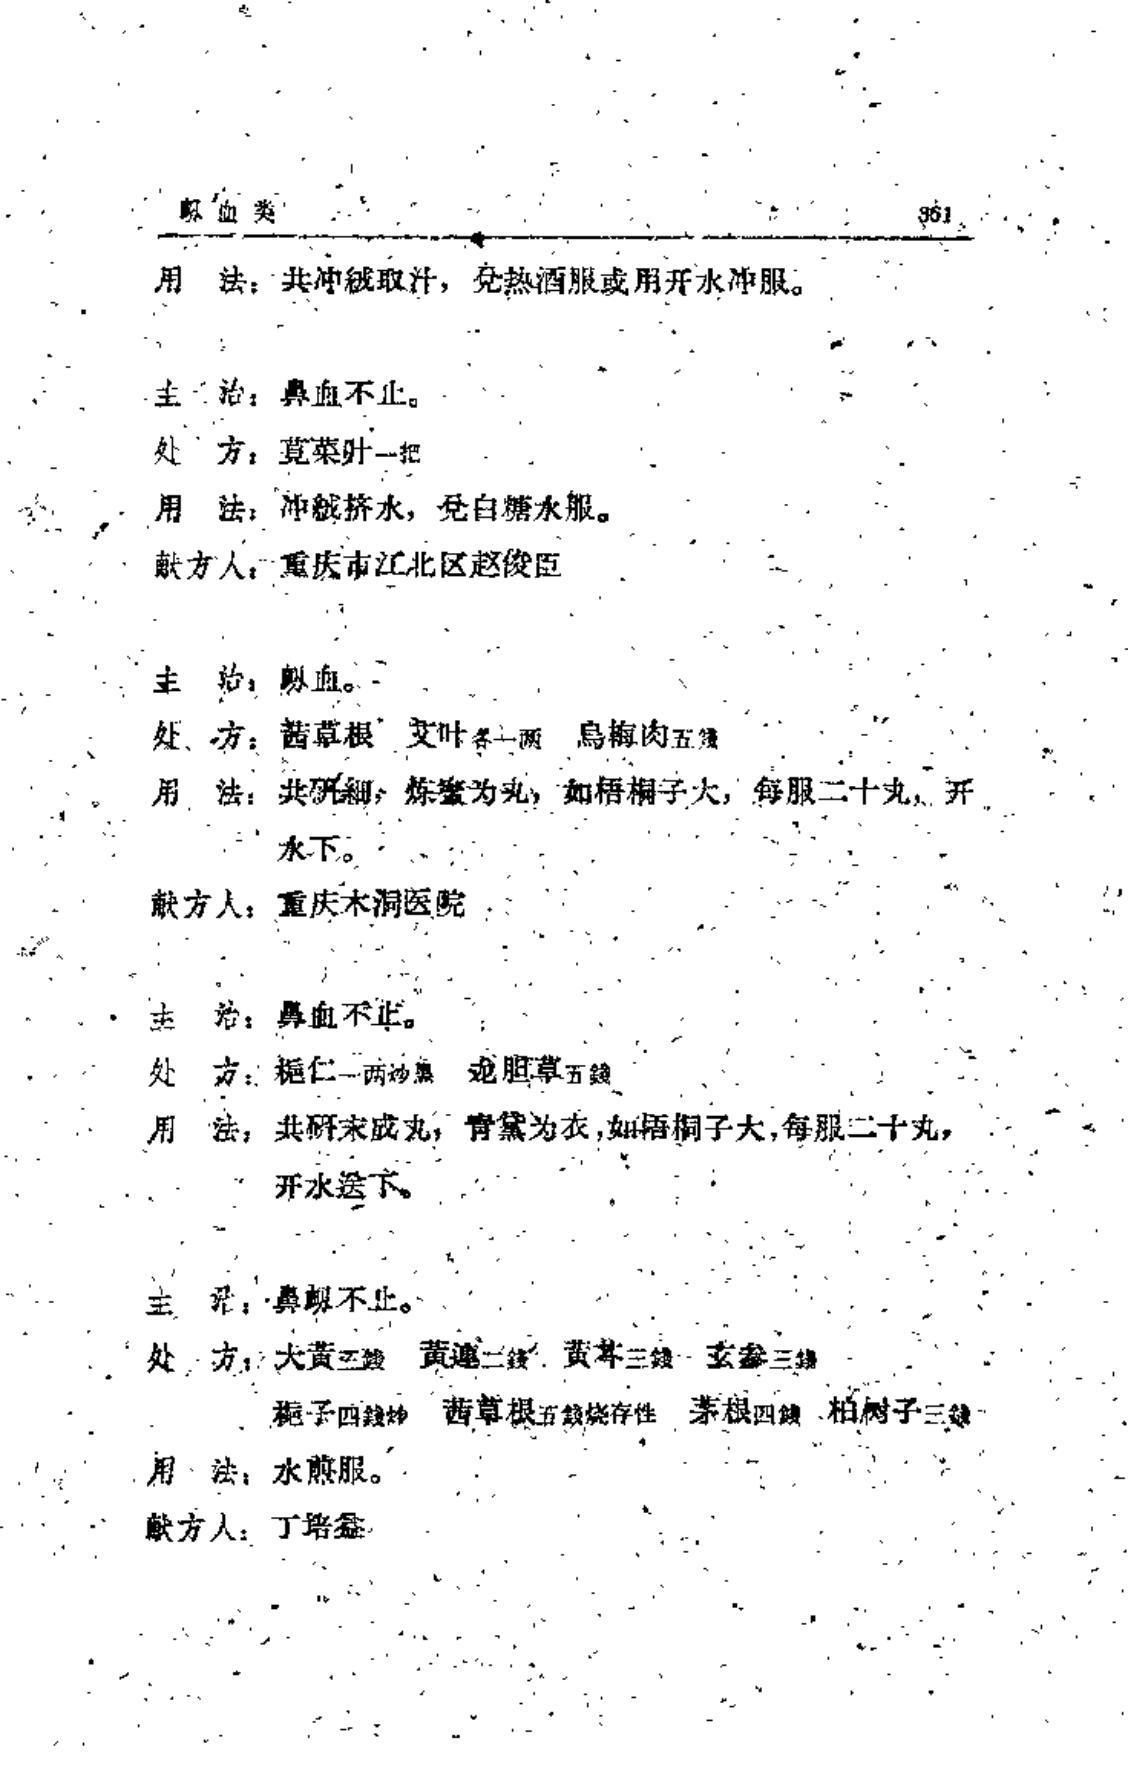 衄血类 361
用 法：共冲绒取汁，兑热酒服或用开水冲服。
主 治：鼻血不止。
处 方：苋菜叶一把
用 法：冲绒挤水，兑白糖水服。
献方人：重庆市江北区赵俊臣
主 治：衄血。
处 方：茜草根 艾叶各一两 烏梅肉五錢
用 法：共研細，炼蜜为丸，如梧桐子大，每服二十丸，开
水下。
献方人：重庆木洞医院
主 治：鼻血不止。
处 方：梔仁一两炒黑 龙胆草五錢
用 法：共研末成丸，青黛为衣，如梧桐子大，每服二十丸，
开水送下。
主 治：鼻衄不止。
处 方：大黄錢 黄連二錢 黄芩三錢 玄参三錢
梔子四錢炒 茜草根五錢烧存性 茅根四錢 柏树子三錢
用 法：水煎服。
献方人：丁培